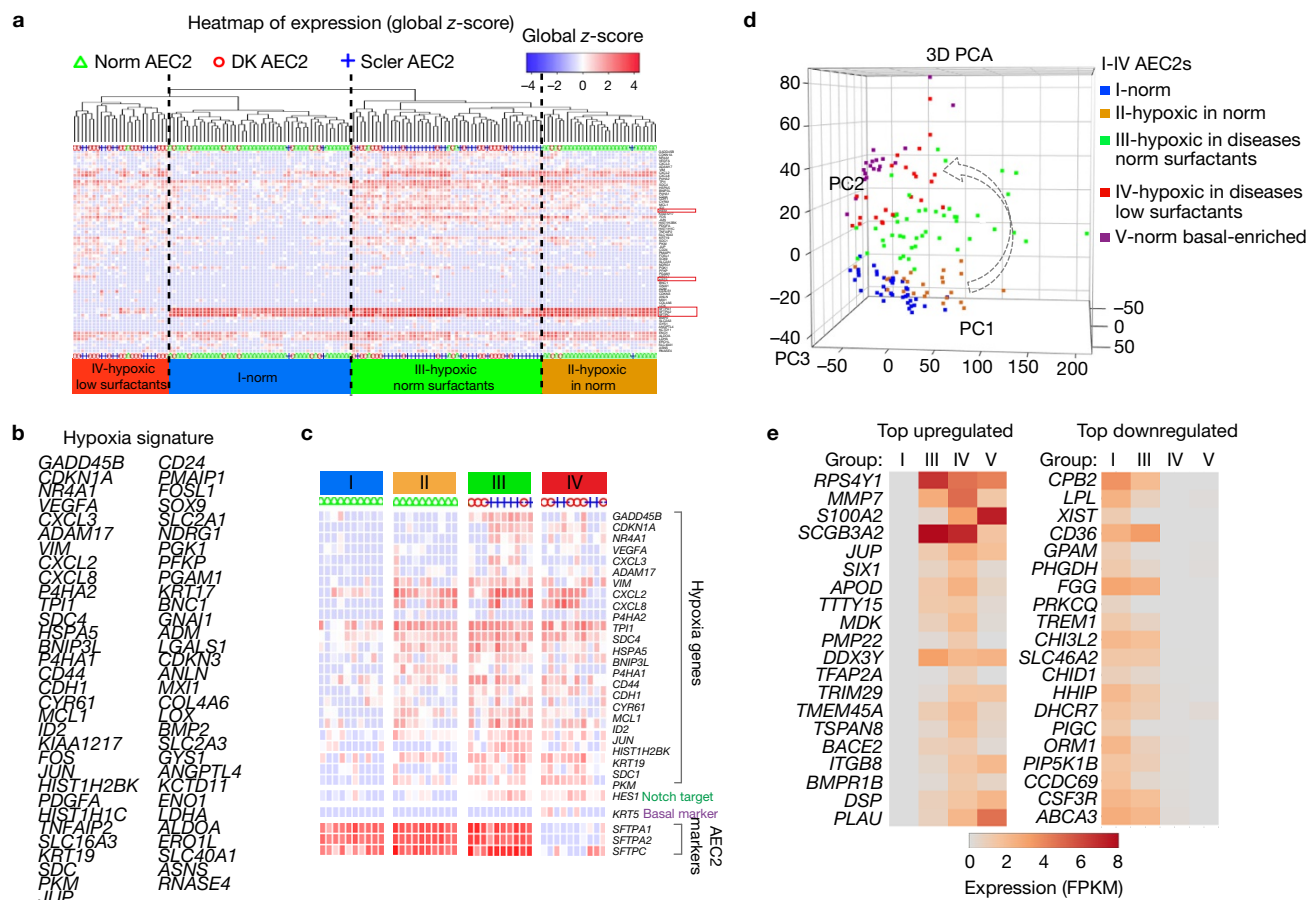 a
Heatmap of expression (global z-score)
Norm AEC2
DK AEC2
Scler AEC2
Global z-score
−4 −2 0 2 4
IV-hypoxic
low surfactants
I-norm
III-hypoxic
norm surfactants
II-hypoxic
in norm
b
Hypoxia signature
GADD45B
CDKN1A
NR4A1
VEGFA
CXCL3
ADAM17
VIM
CXCL2
CXCL8
P4HA2
TPI1
SDC4
HSPA5
BNIP3L
P4HA1
CD44
CDH1
CYR61
MCL1
ID2
KIAA1217
FOS
JUN
HIST1H2BK
PDGFA
HIST1H1C
TNFAIP2
SLC16A3
KRT19
SDC
PKM
JUP
CD24
PMAIP1
FOSL1
SOX9
SLC2A1
NDRG1
PGK1
PFKP
PGAM1
KRT17
BNC1
GNAI1
ADM
LGALS1
CDKN3
ANLN
MXI1
COL4A6
LOX
BMP2
SLC2A3
GYS1
ANGPTL4
KCTD11
ENO1
LDHA
ALDOA
ERO1L
SLC40A1
ASNS
RNASE4
c
I II III IV
GADD45B
CDKN1A
NR4A1
VEGFA
CXCL3
ADAM17
VIM
CXCL2
CXCL8
P4HA2
TPI1
SDC4
HSPA5
BNIP3L
P4HA1
CD44
CDH1
CYR61
MCL1
ID2
JUN
HIST1H2BK
KRT19
SDC1
PKM
HES1 Notch target
KRT5 Basal marker
SFTPA1
SFTPA2
SFTPC
Hypoxia genes
AEC2
markers
d
3D PCA
80
60
40
20
0
−20
−40
PC2
PC1
PC3
−50 0 50 100 150 200
−50
0
50
I-IV AEC2s
I-norm
II-hypoxic in norm
III-hypoxic in diseases
norm surfactants
IV-hypoxic in diseases
low surfactants
V-norm basal-enriched
e
Top upregulated
Group: I III IV V
RPS4Y1
MMP7
S100A2
SCGB3A2
JUP
SIX1
APOD
TTTY15
MDK
PMP22
DDX3Y
TFAP2A
TRIM29
TMEM45A
TSPAN8
BACE2
ITGB8
BMPR1B
DSP
PLAU
Top downregulated
Group: I III IV V
CPB2
LPL
XIST
CD36
GPAM
PHGDH
FGG
PRKCQ
TREM1
CHI3L2
SLC46A2
CHID1
HHIP
DHCR7
PIGC
ORM1
PIP5K1B
CCDC69
CSF3R
ABCA3
0 2 4 6 8
Expression (FPKM)